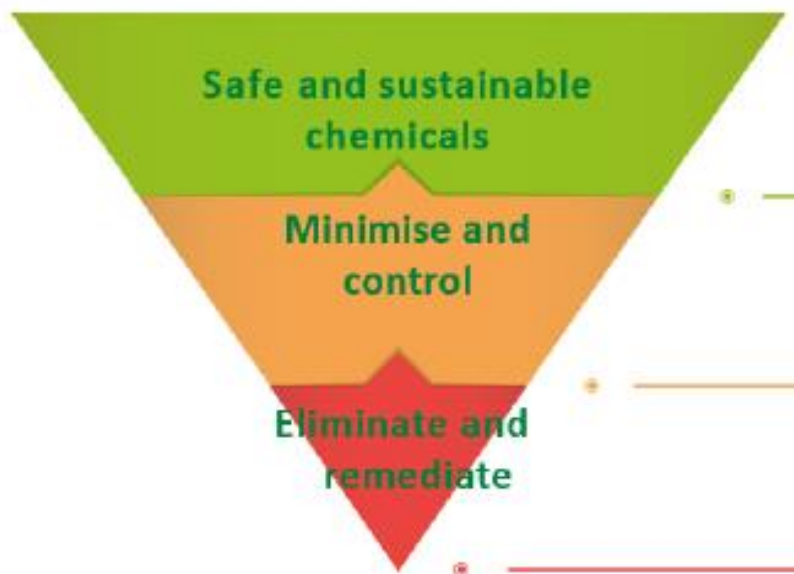 Safe and sustainable
chemicals
Minimise and
control
Eliminate and
remediate